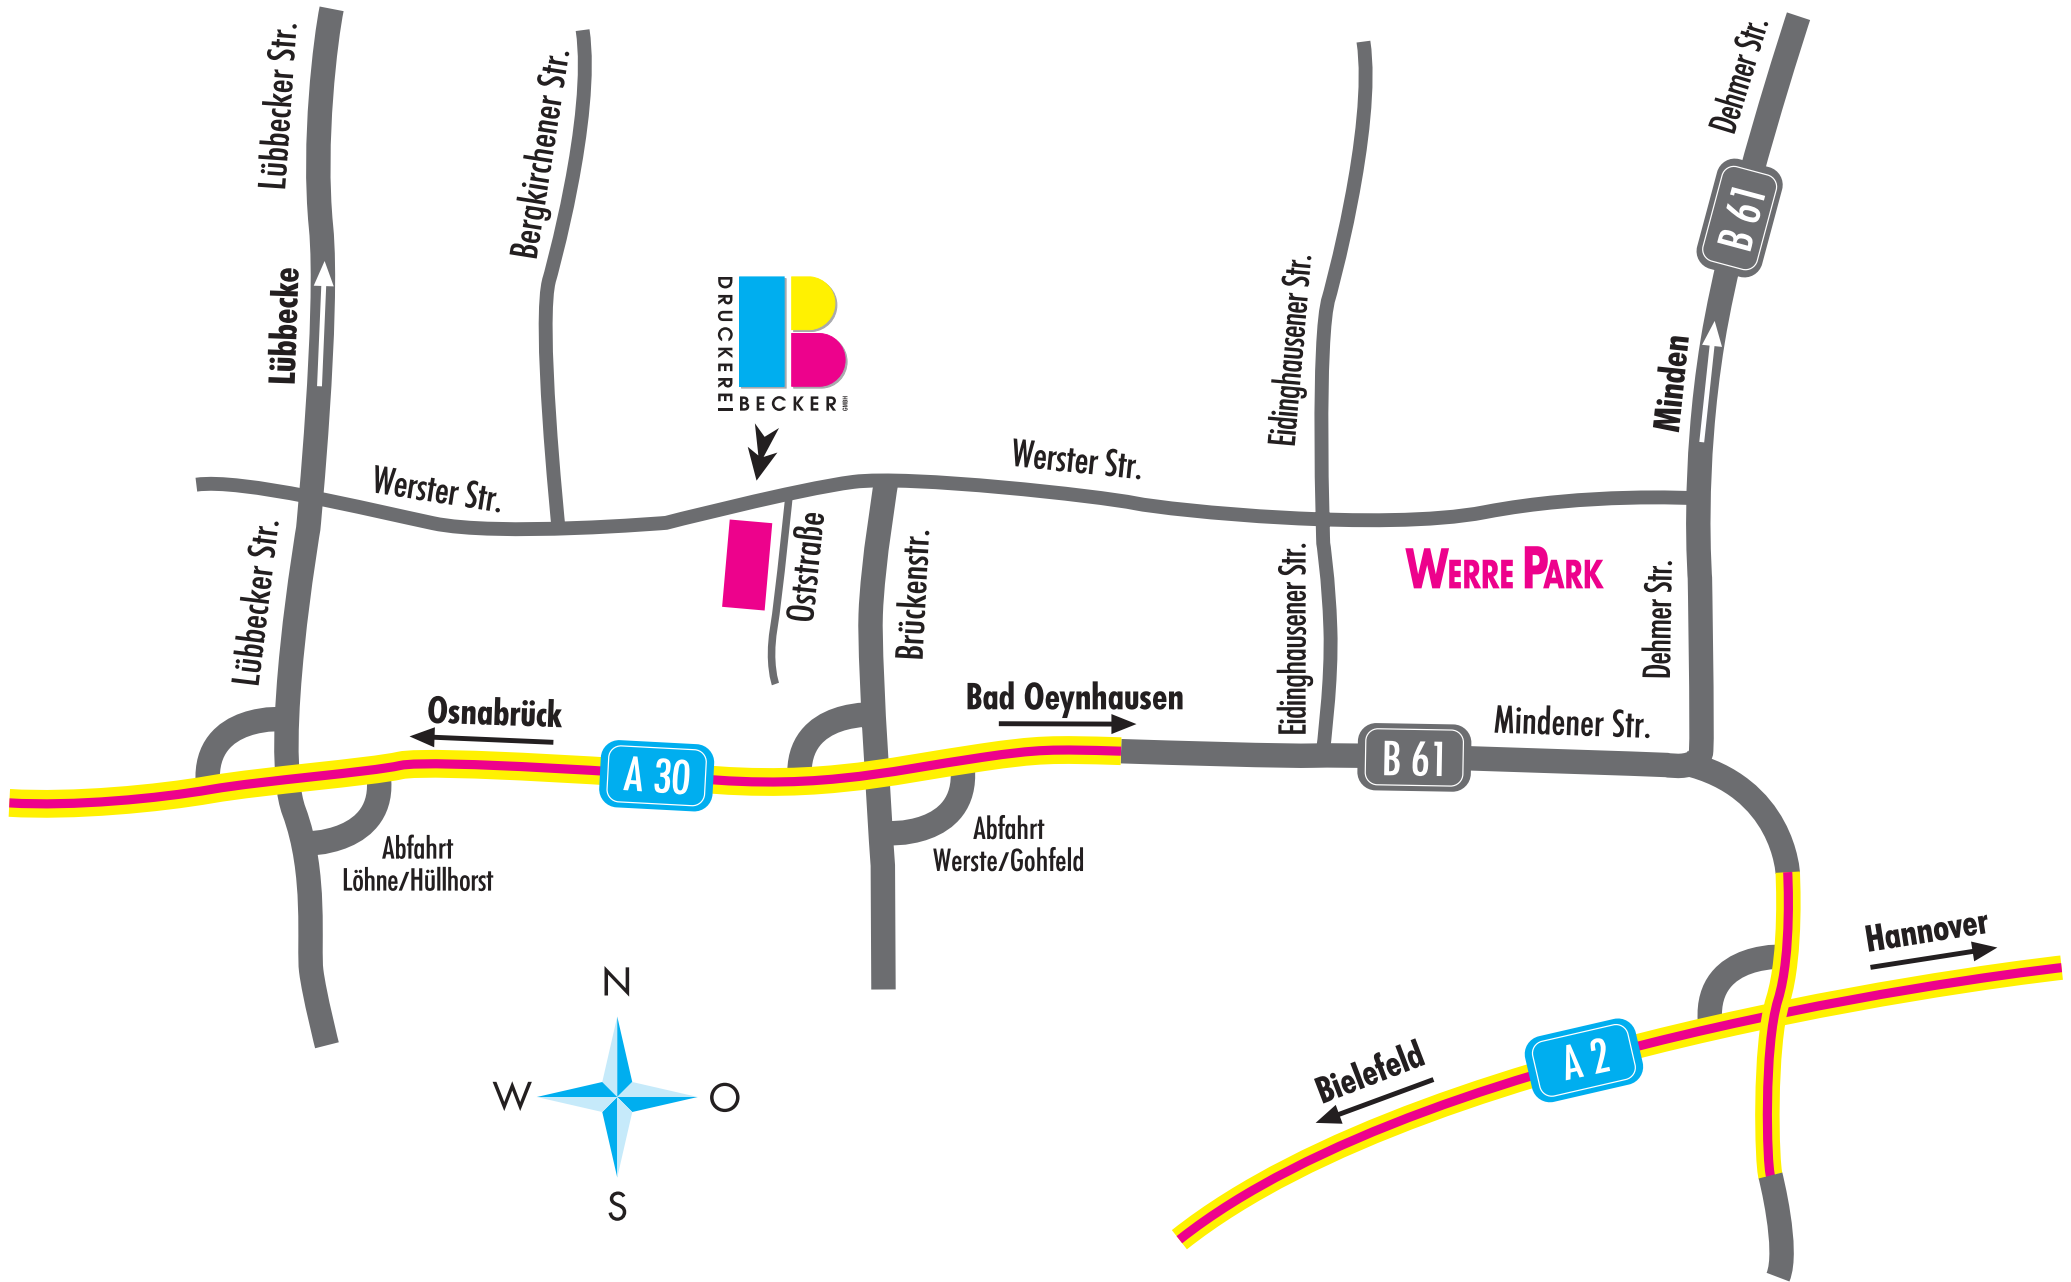 Lübbecker Str.
Bergkirchener Str.
Dehmer Str.
B 61
Lübbecke
DRUCKEREI
BECKER
GMBH
Eidinghausener Str.
Minden
Werster Str.
Werster Str.
Lübbecker Str.
Oststraße
Brückenstr.
Eidinghausener Str.
WERRE PARK
Dehmer Str.
Osnabrück
Bad Oeynhausen
Mindener Str.
A 30
B 61
Abfahrt
Löhne/Hüllhorst
Abfahrt
Werste/Gohfeld
Hannover
N
W
O
S
Bielefeld
A 2